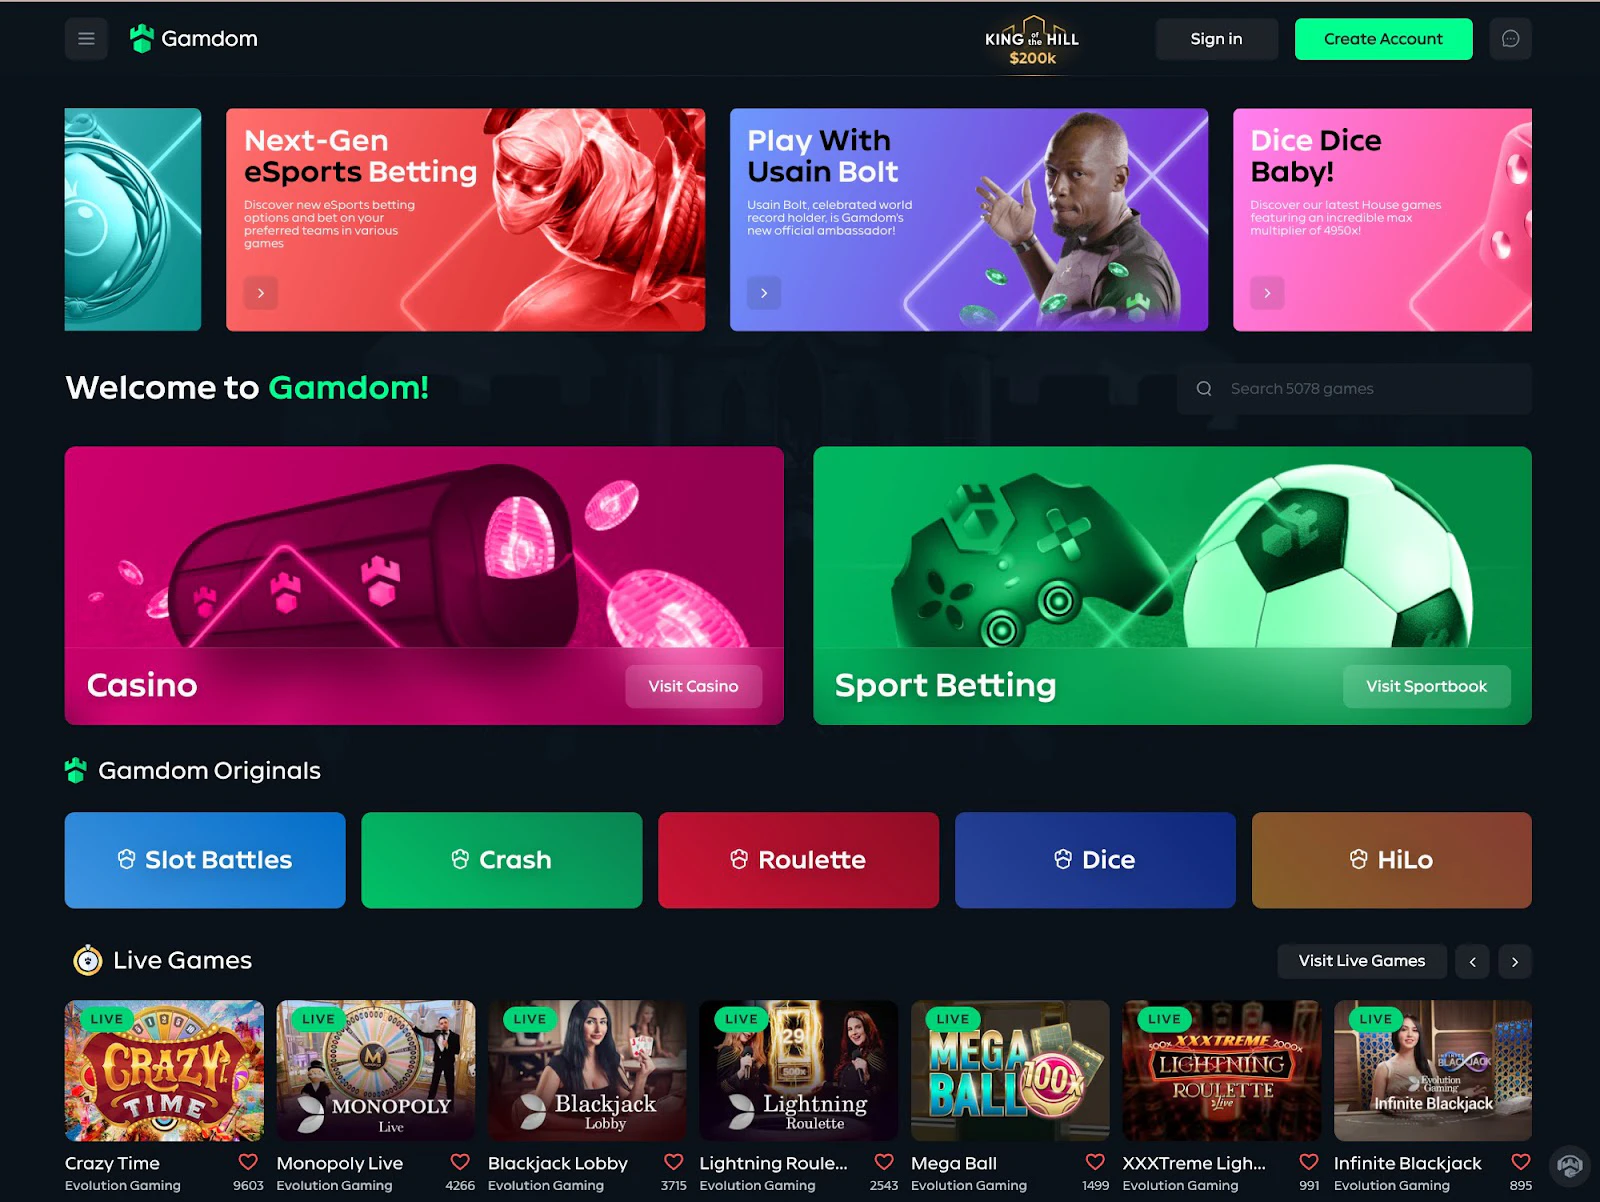 Gamdom
KING of the HILL
$200k
Sign in
Create Account
Next-Gen
eSports Betting
Discover new eSports betting
options and bet on your
preferred teams in various
games
Play With
Usain Bolt
Usain Bolt, celebrated world
record holder, is Gamdom's
new official ambassador!
Dice Dice
Baby!
Discover our latest House games
featuring an incredible max
multiplier of 4950x!
Welcome to Gamdom!
Search 5078 games
Casino
Visit Casino
Sport Betting
Visit Sportbook
Gamdom Originals
Slot Battles
Crash
Roulette
Dice
HiLo
Live Games
Visit Live Games
LIVE
CRAZY
TIME
Crazy Time
9603
Evolution Gaming
LIVE
M
MONOPOLY
Live
Monopoly Live
4266
Evolution Gaming
LIVE
Blackjack
Lobby
Blackjack Lobby
3715
Evolution Gaming
LIVE
29
500x
Lightning
Roulette
Lightning Roule...
2543
Evolution Gaming
LIVE
MEGA
BALL
100x
Mega Ball
1499
Evolution Gaming
LIVE
500x XXXTREME 2000x
LIGHTNING
ROULETTE
Live
XXXTreme Ligh...
991
Evolution Gaming
LIVE
INFINITE
BLACKJACK
Evolution
Gaming
Infinite Blackjack
Infinite Blackjack
895
Evolution Gaming